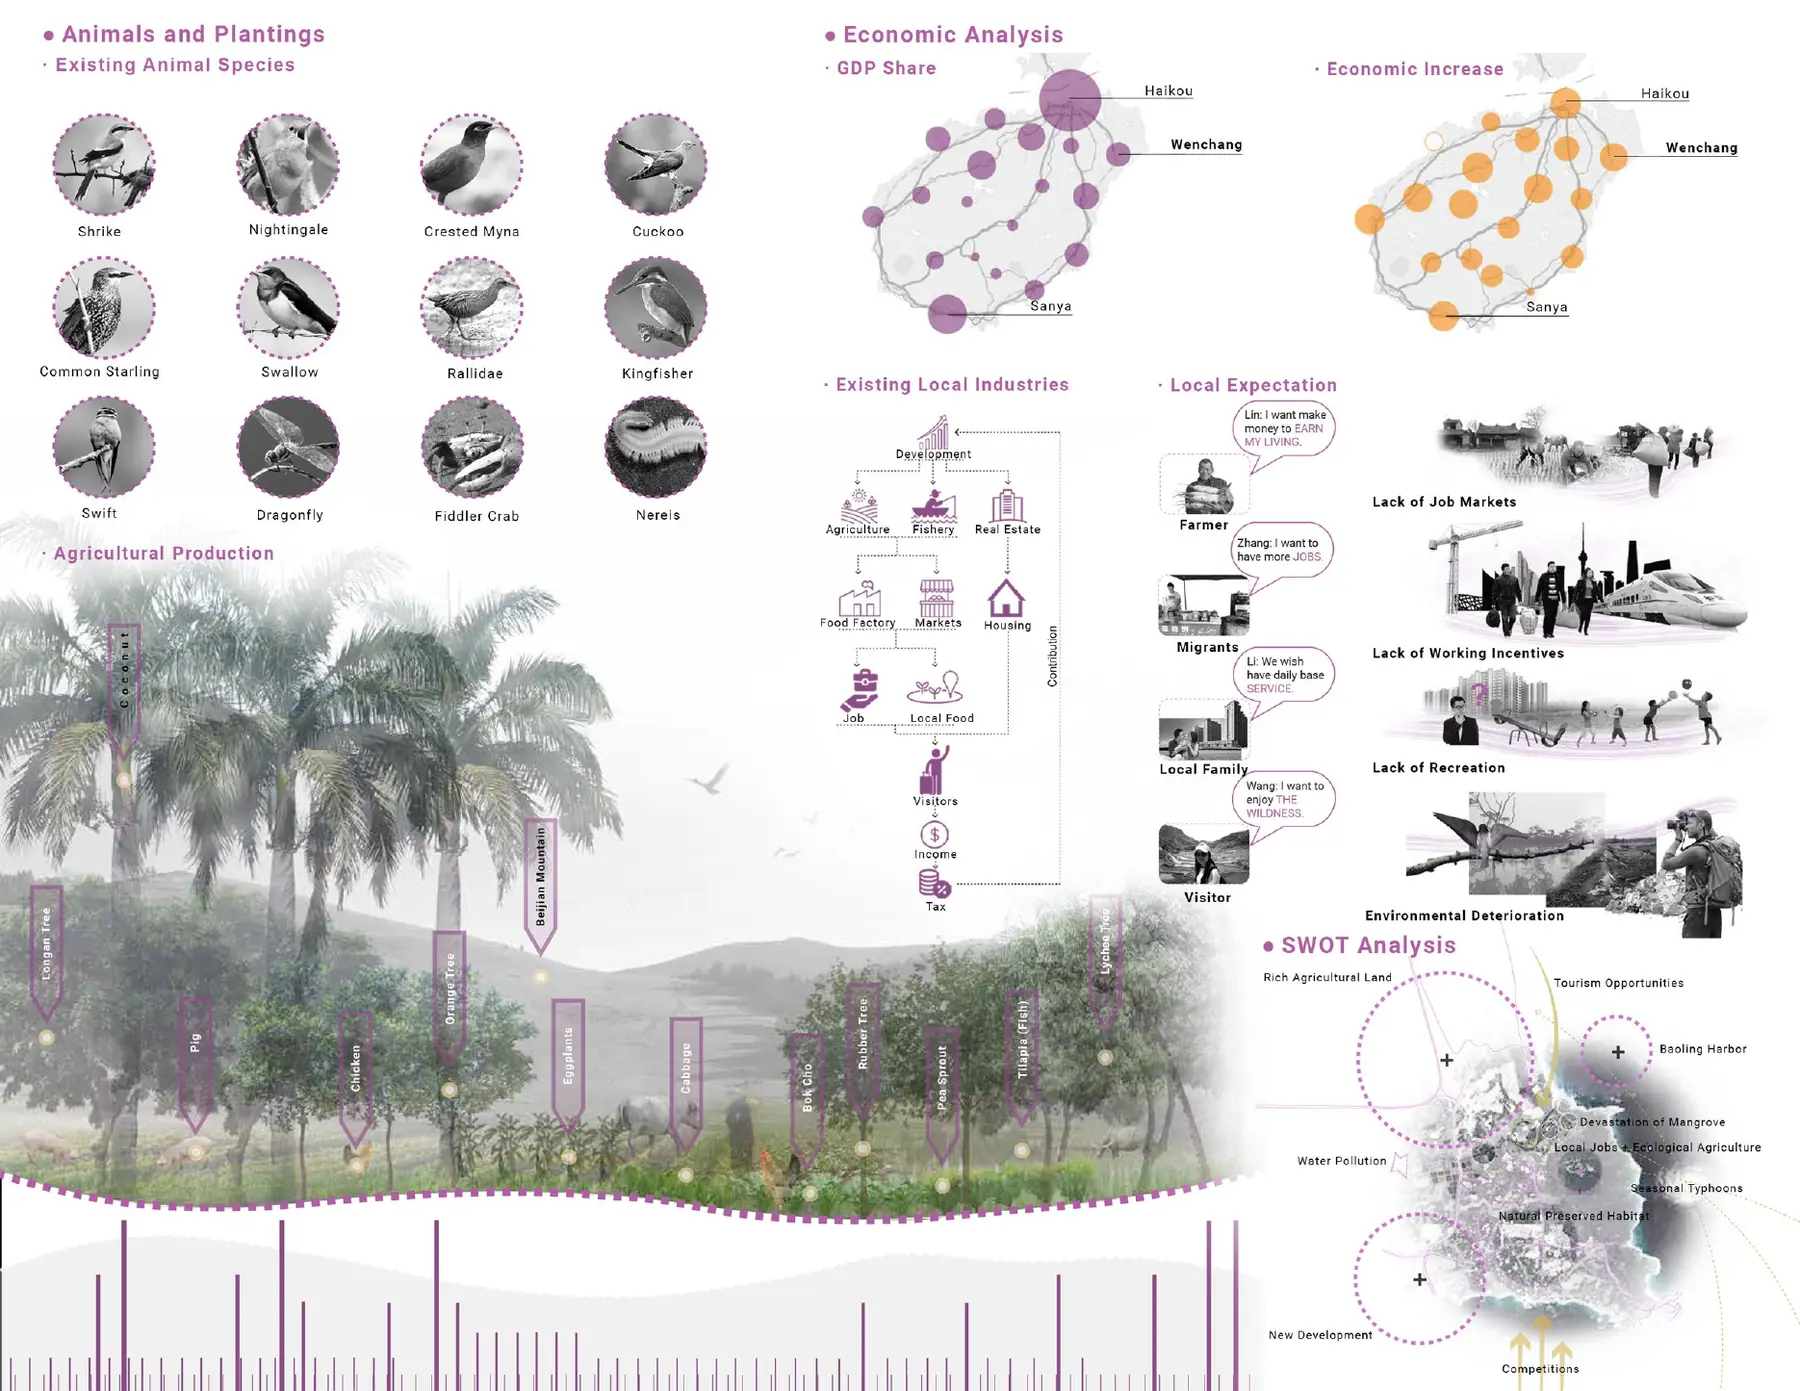 • Animals and Plantings
· Existing Animal Species
Shrike
Nightingale
Crested Myna
Cuckoo
Common Starling
Swallow
Rallidae
Kingfisher
Swift
Dragonfly
Fiddler Crab
Nereis
· Agricultural Production
Coconut
Beijian Mountain
Longan Tree
Orange Tree
Lychee Tree
Pig
Chicken
Eggplants
Cabbage
Bok Cho
Rubber Tree
Pea Sprout
Tilapia (Fish)
• Economic Analysis
· GDP Share
Haikou
Wenchang
Sanya
· Economic Increase
Haikou
Wenchang
Sanya
· Existing Local Industries
Development
Agriculture
Fishery
Real Estate
Food Factory
Markets
Housing
Job
Local Food
Visitors
Income
Tax
Contribution
· Local Expectation
Lin: I want make
money to EARN
MY LIVING.
Farmer
Zhang: I want to
have more JOBS.
Migrants
Li: We wish
have daily base
SERVICE.
Local Family
Wang: I want to
enjoy THE
WILDNESS.
Visitor
Lack of Job Markets
Lack of Working Incentives
?
Lack of Recreation
Environmental Deterioration
• SWOT Analysis
Rich Agricultural Land
Tourism Opportunities
Baoling Harbor
Devastation of Mangrove
Local Jobs + Ecological Agriculture
Water Pollution
Seasonal Typhoons
Natural Preserved Habitat
New Development
Competitions